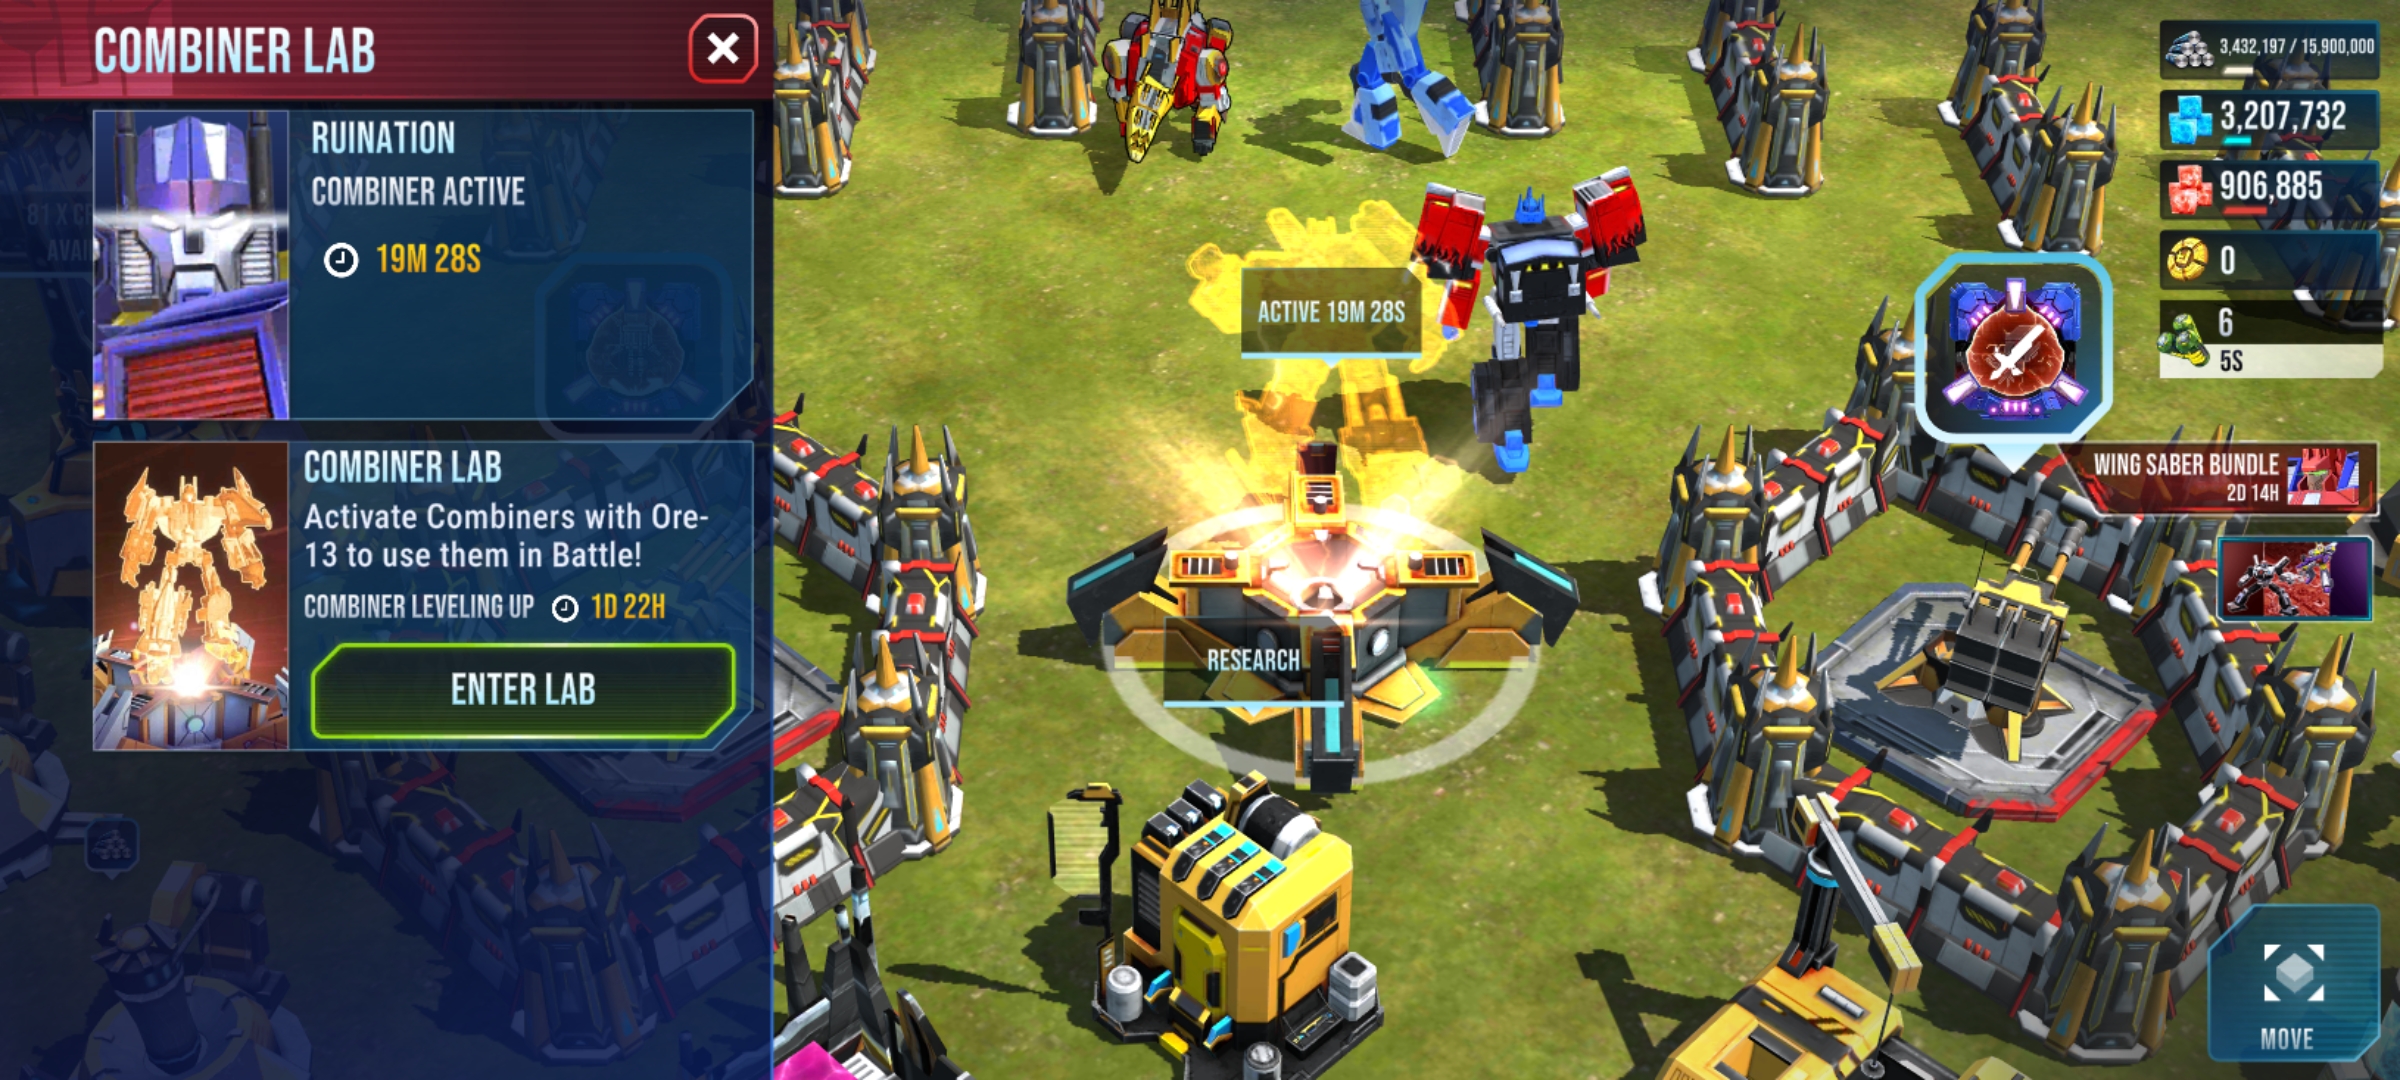 COMBINER LAB
RUINATION
COMBINER ACTIVE
19M 28S
COMBINER LAB
Activate Combiners with Ore-
13 to use them in Battle!
COMBINER LEVELING UP 1D 22H
ENTER LAB
ACTIVE 19M 28S
RESEARCH
3,432,197 / 15,900,000
3,207,732
906,885
0
6
5S
WING SABER BUNDLE
2D 14H
MOVE